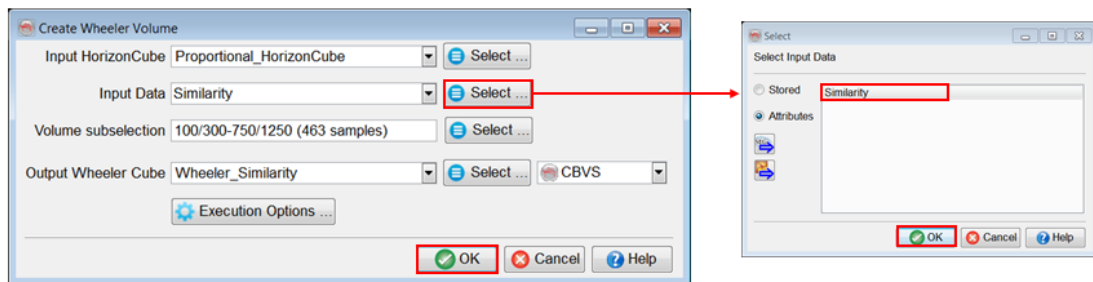 Create Wheeler Volume
Input HorizonCube Proportional_HorizonCube Select ...
Input Data Similarity Select ...
Volume subselection 100/300-750/1250 (463 samples) Select ...
Output Wheeler Cube Wheeler_Similarity Select ... CBVS
Execution Options ...
OK Cancel Help
Select
Select Input Data
Stored Similarity
Attributes
OK Cancel Help